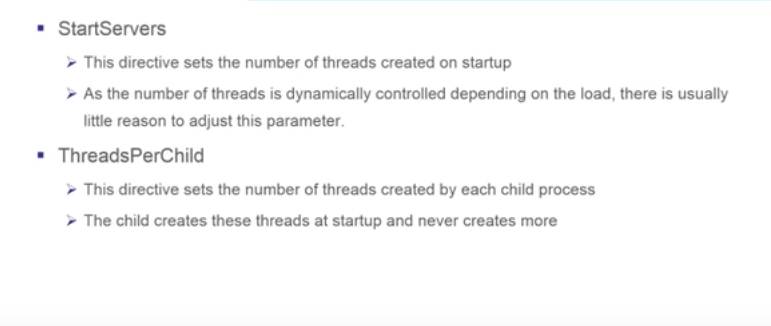 StartServers
This directive sets the number of threads created on startup
As the number of threads is dynamically controlled depending on the load, there is usually
little reason to adjust this parameter.
ThreadsPerChild
This directive sets the number of threads created by each child process
The child creates these threads at startup and never creates more